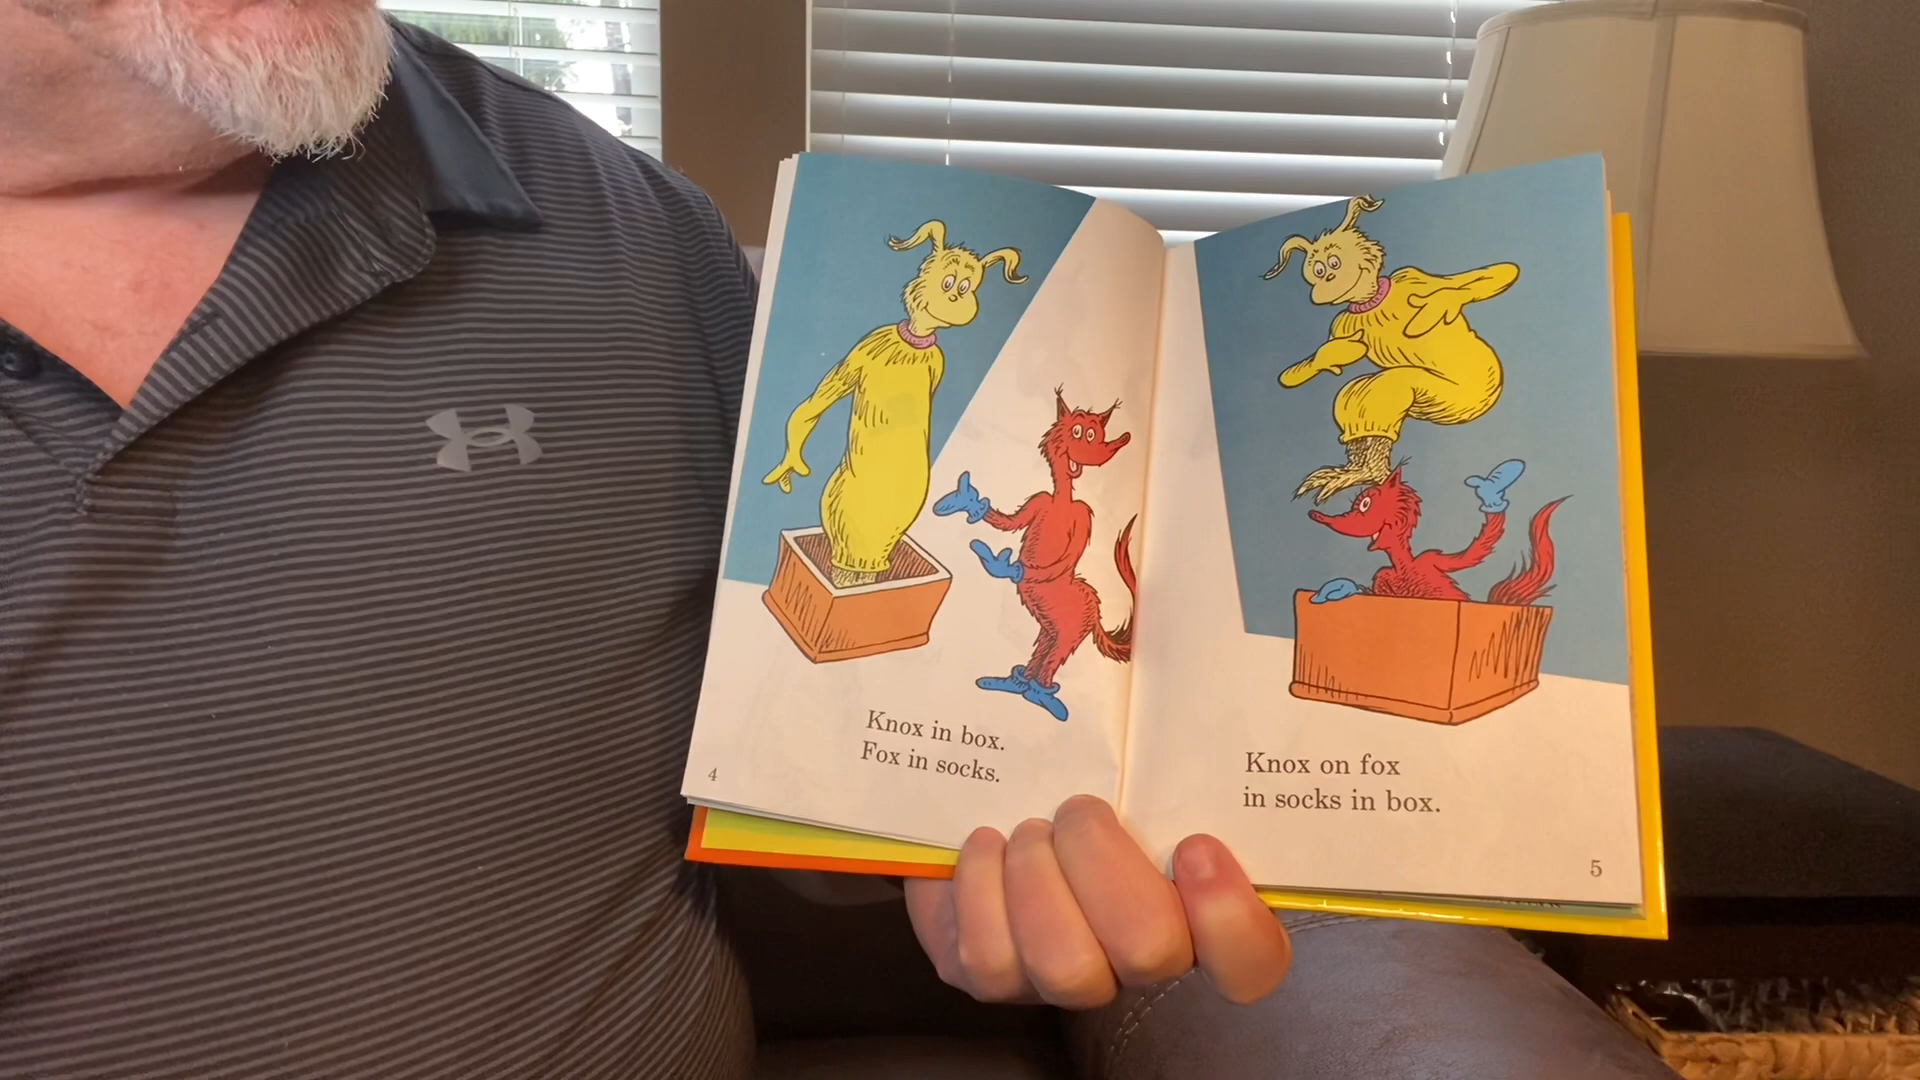 Knox in box.
Fox in socks.
4
Knox on fox
in socks in box.
5